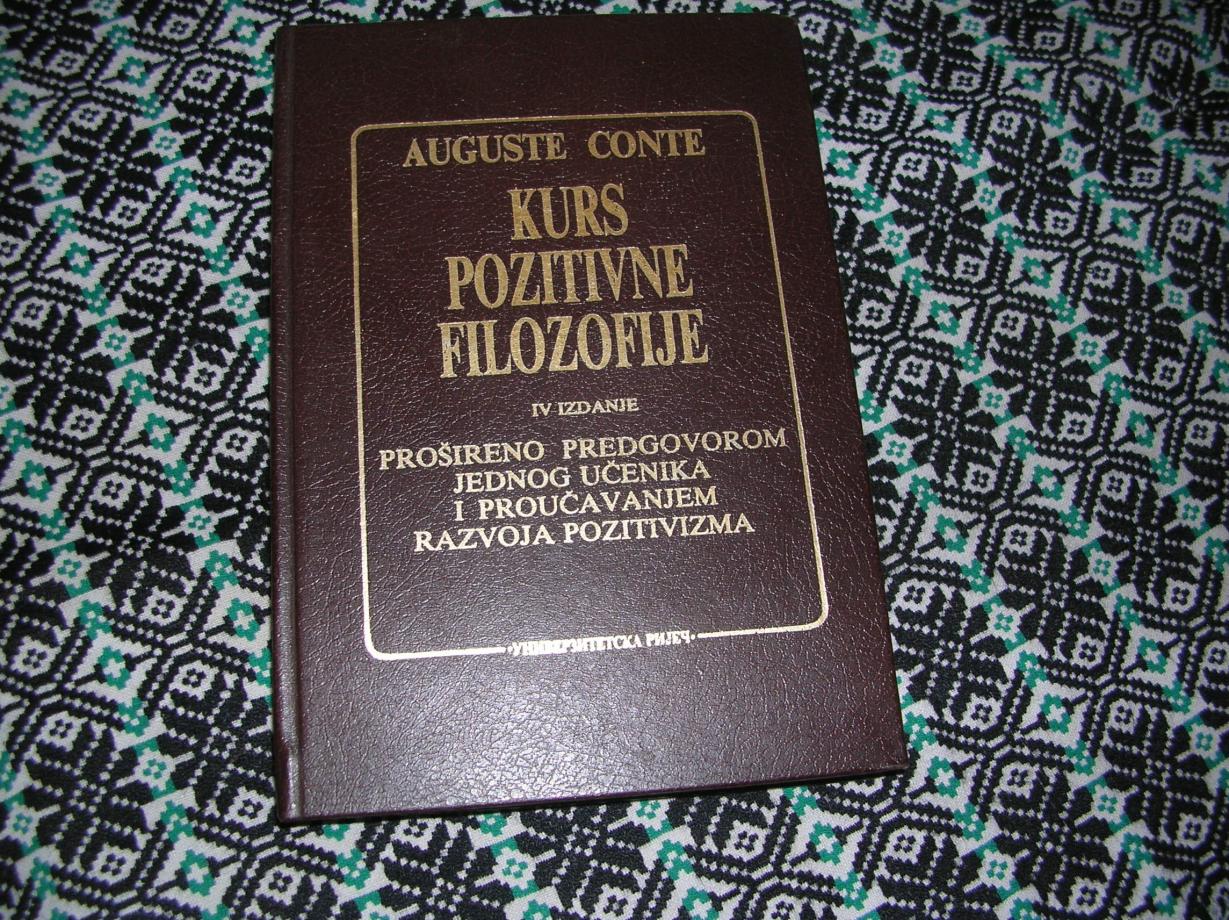 AUGUSTE CONTE
KURS
POZITIVNE
FILOZOFIJE
IV IZDANJE
PROŠIRENO PREDGOVOROM
JEDNOG UČENIKA
I PROUČAVANJEM
RAZVOJA POZITIVIZMA
·УНИВЕРЗИТЕТСКА РИЈЕЧ·